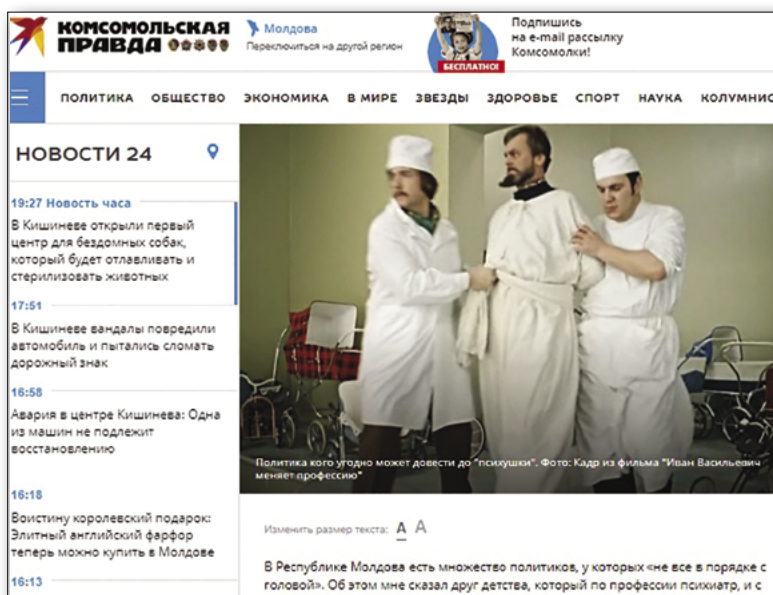 КОМСОМОЛЬСКАЯ
ПРАВДА
Молдова
Переключиться на другой регион
БЕСПЛАТНО!
Подпишись
на e-mail рассылку
Комсомолки!
ПОЛИТИКА ОБЩЕСТВО ЭКОНОМИКА В МИРЕ ЗВЕЗДЫ ЗДОРОВЬЕ СПОРТ НАУКА КОЛУМНИС
НОВОСТИ 24
19:27 Новость часа
В Кишиневе открыли первый
центр для бездомных собак,
который будет отлавливать и
стерилизовать животных
17:51
В Кишиневе вандалы повредили
автомобиль и пытались сломать
дорожный знак
16:58
Авария в центре Кишинева: Одна
из машин не подлежит
восстановлению
16:18
Воистину королевский подарок:
Элитный английский фарфор
теперь можно купить в Молдове
16:13
Политика кого угодно может довести до "психушки". Фото: Кадр из фильма "Иван Васильевич
меняет профессию"
Изменить размер текста: А А
В Республике Молдова есть множество политиков, у которых «не все в порядке с
головой». Об этом мне сказал друг детства, который по профессии психиатр, и с